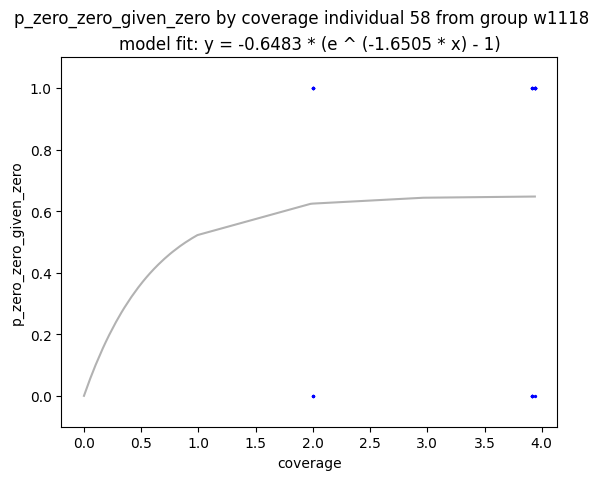 p_zero_zero_given_zero by coverage individual 58 from group w1118
model fit: y = -0.6483 * (e ^ (-1.6505 * x) - 1)
1.0
0.8
0.6
0.4
0.2
0.0
p_zero_zero_given_zero
0.0 0.5 1.0 1.5 2.0 2.5 3.0 3.5 4.0
coverage